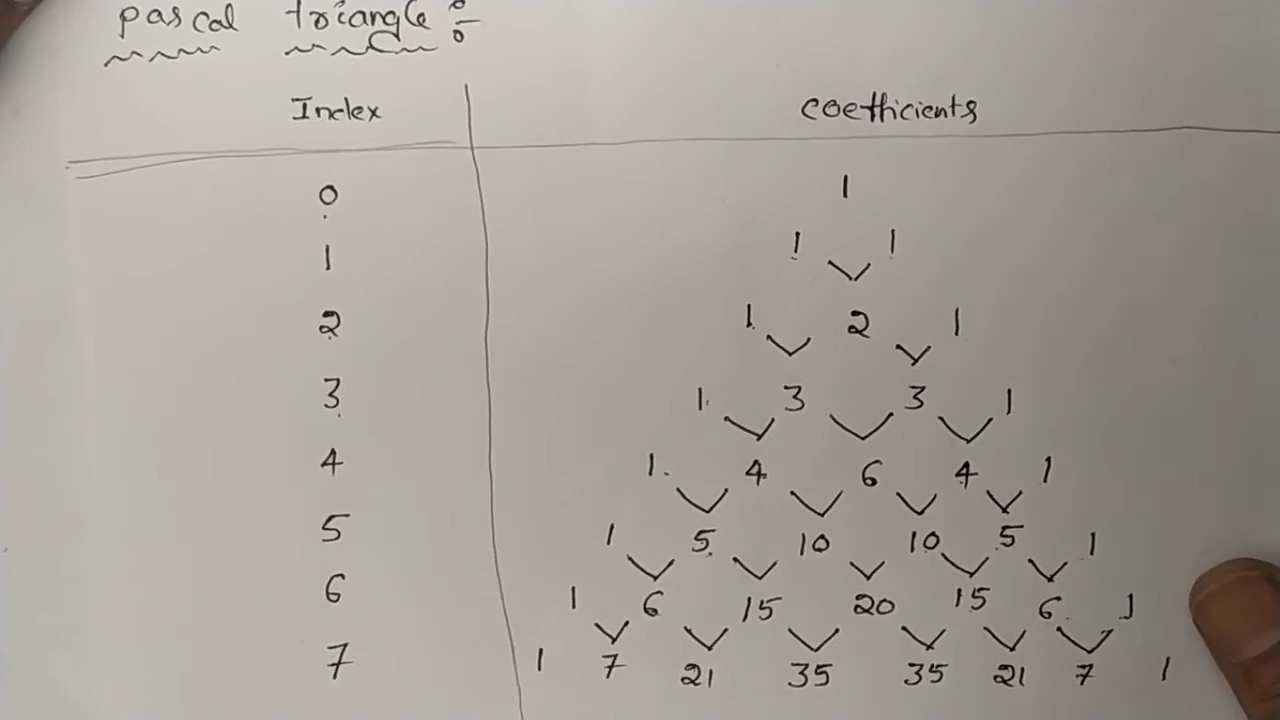 pascal triangle :-
Index coefficients
0 1
1 1 1
2 1 2 1
3 1 3 3 1
4 1 4 6 4 1
5 1 5 10 10 5 1
6 1 6 15 20 15 6 1
7 1 7 21 35 35 21 7 1